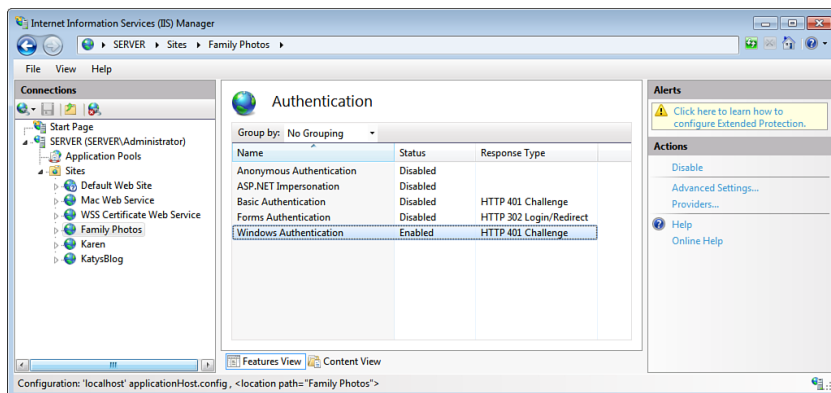 Internet Information Services (IIS) Manager
SERVER Sites Family Photos
File View Help
Connections
Start Page
SERVER (SERVER\Administrator)
Application Pools
Sites
Default Web Site
Mac Web Service
WSS Certificate Web Service
Family Photos
Karen
KatysBlog
Authentication
Group by: No Grouping
Name Status Response Type
Anonymous Authentication Disabled
ASP.NET Impersonation Disabled
Basic Authentication Disabled HTTP 401 Challenge
Forms Authentication Disabled HTTP 302 Login/Redirect
Windows Authentication Enabled HTTP 401 Challenge
Features View Content View
Alerts
Click here to learn how to
configure Extended Protection.
Actions
Disable
Advanced Settings...
Providers...
Help
Online Help
Configuration: 'localhost' applicationHost.config , <location path="Family Photos">